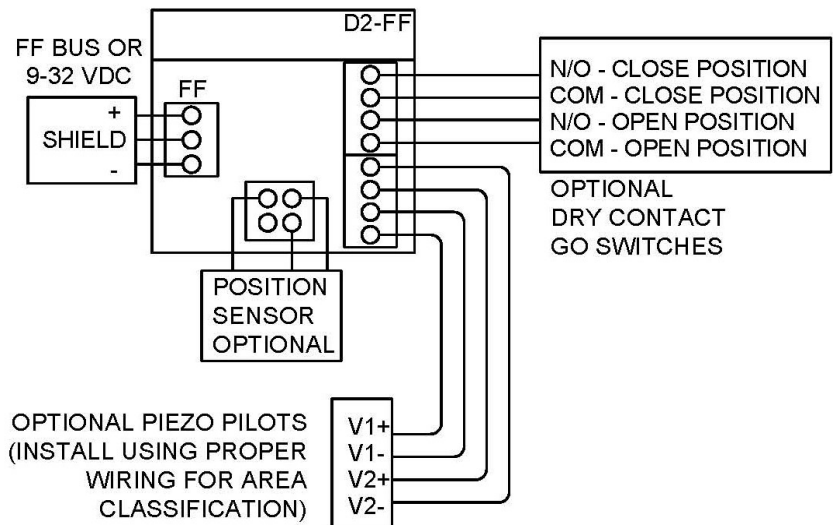 D2-FF
FF BUS OR
9-32 VDC
FF
+
SHIELD
-
N/O - CLOSE POSITION
COM - CLOSE POSITION
N/O - OPEN POSITION
COM - OPEN POSITION
OPTIONAL
DRY CONTACT
GO SWITCHES
POSITION
SENSOR
OPTIONAL
OPTIONAL PIEZO PILOTS
(INSTALL USING PROPER
WIRING FOR AREA
CLASSIFICATION)
V1+
V1-
V2+
V2-